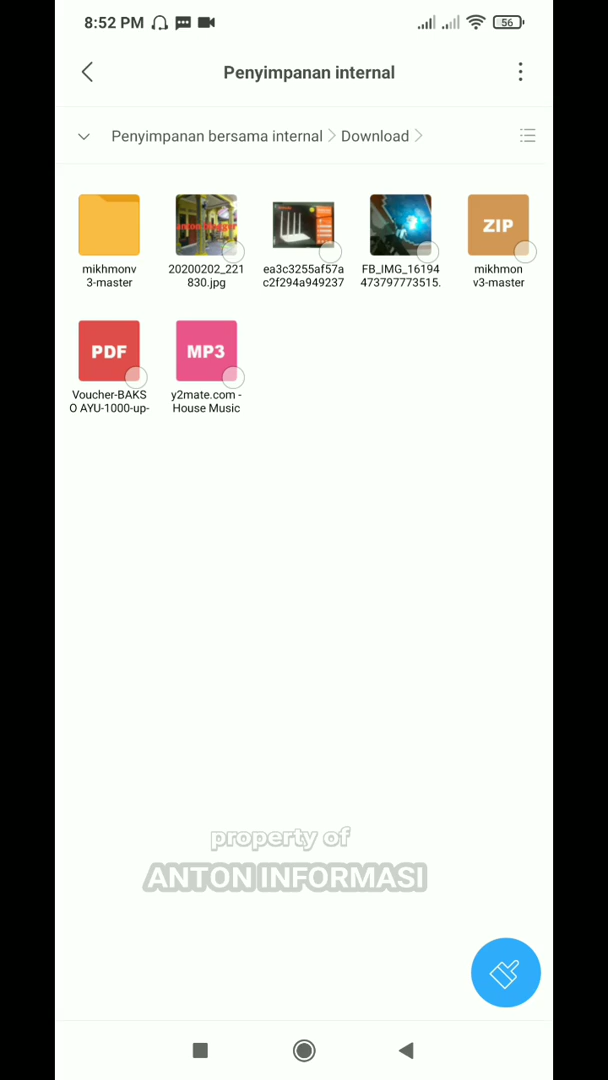 8:52 PM
56
Penyimpanan internal
Penyimpanan bersama internal
Download
mikhmonv
3-master
20200202_221
830.jpg
ea3c3255af57a
c2f294a949237
FB_IMG_16194
473797773515.
ZIP
mikhmon
v3-master
PDF
Voucher-BAKS
O AYU-1000-up-
MP3
y2mate.com -
House Music
property of
ANTON INFORMASI